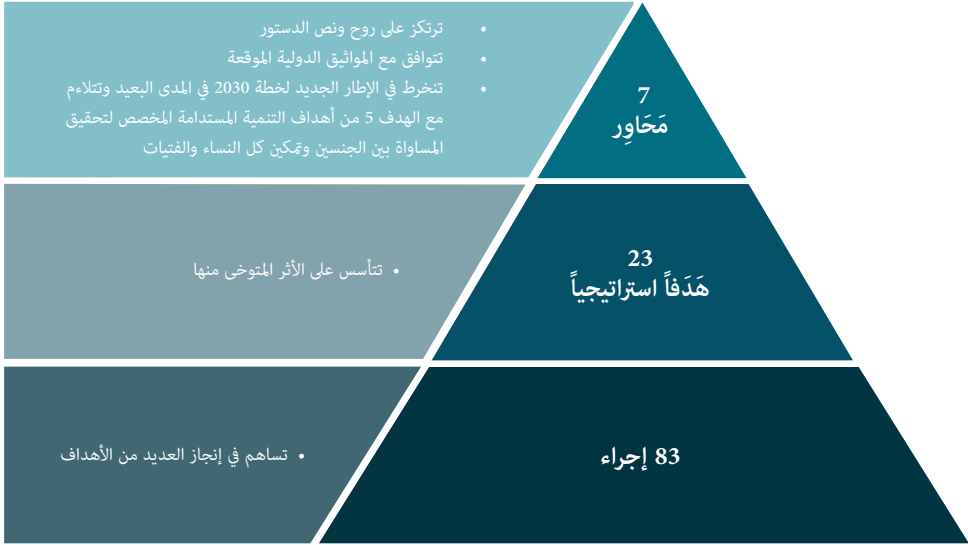 7
مَحَاوِر
• ترتكز على روح ونص الدستور
• تتوافق مع المواثيق الدولية الموقعة
• تنخرط في الإطار الجديد لخطة 2030 في المدى البعيد وتتلاءم
مع الهدف 5 من أهداف التنمية المستدامة المخصص لتحقيق
المساواة بين الجنسين وتمكين كل النساء والفتيات
23
هَدَفاً استراتيجياً
• تتأسس على الأثر المتوخى منها
83 إجراء
• تساهم في إنجاز العديد من الأهداف